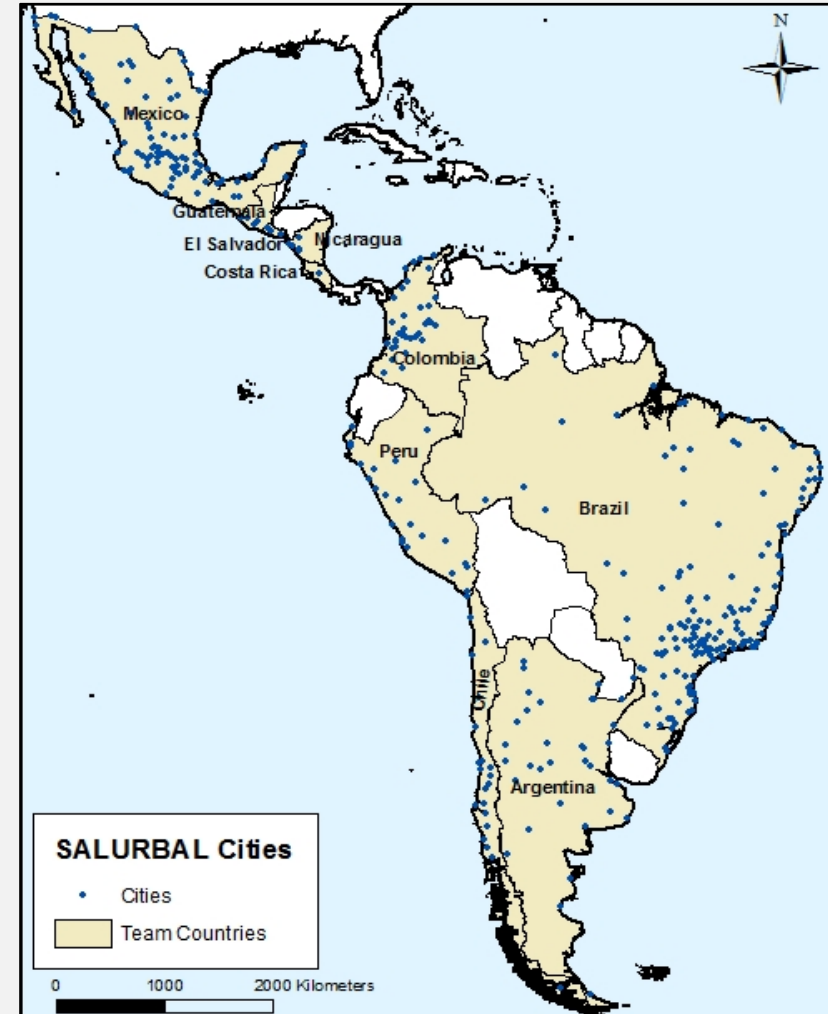 N
Mexico
Guatemala
El Salvador
Nicaragua
Costa Rica
Colombia
Peru
Brazil
Chile
Argentina
SALURBAL Cities
Cities
Team Countries
0 1000 2000 Kilometers